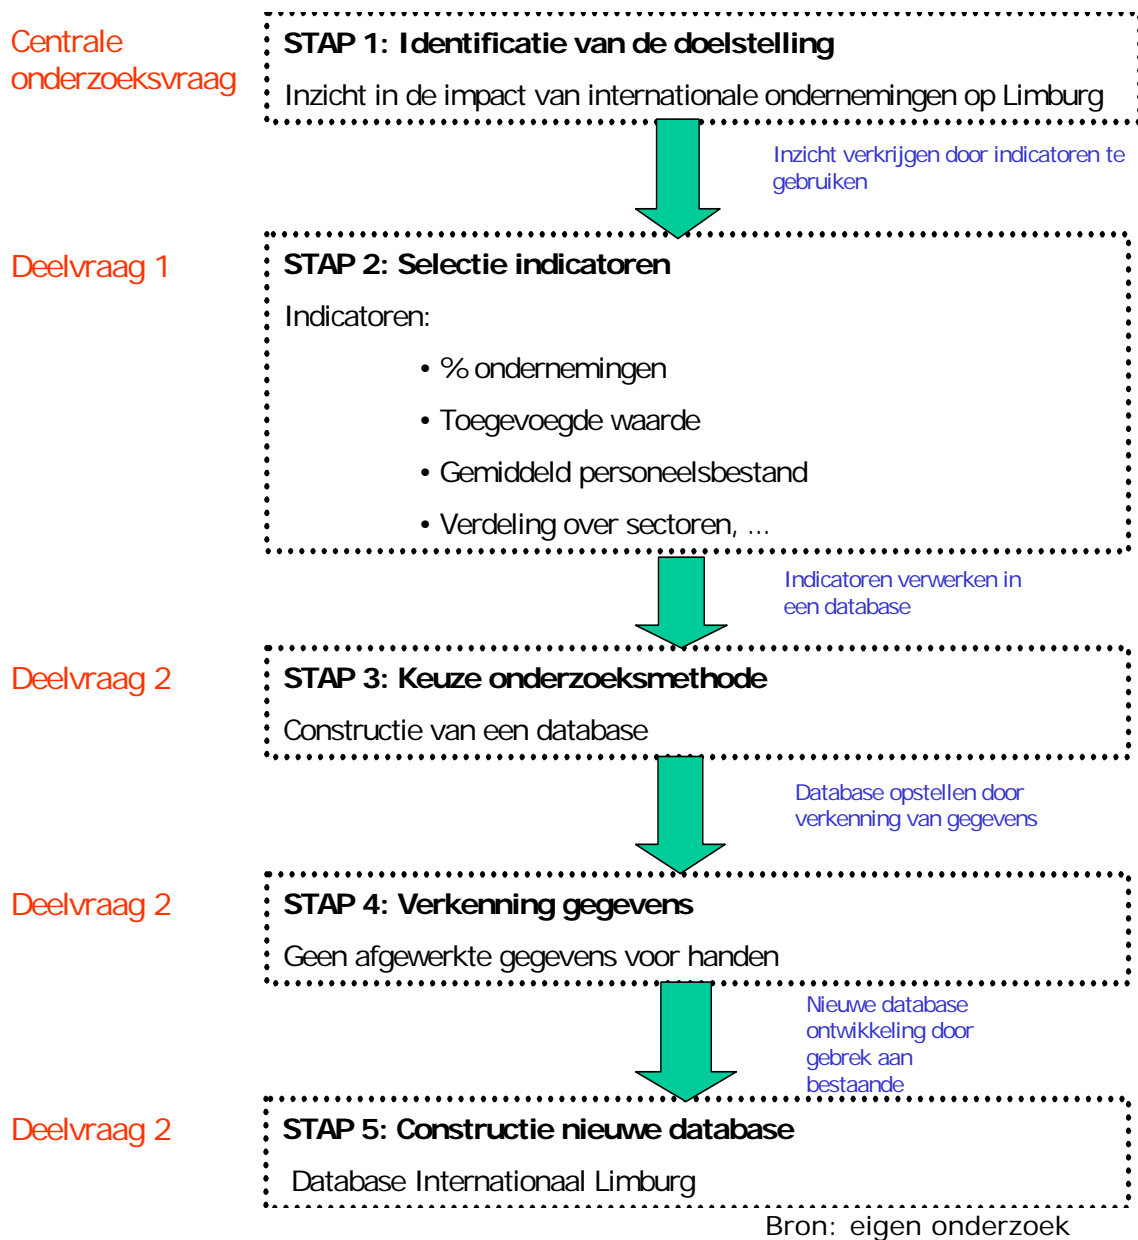 Centrale
onderzoeksvraag
STAP 1: Identificatie van de doelstelling
Inzicht in de impact van internationale ondernemingen op Limburg
Inzicht verkrijgen door indicatoren te
gebruiken
Deelvraag 1
STAP 2: Selectie indicatoren
Indicatoren:
• % ondernemingen
• Toegevoegde waarde
• Gemiddeld personeelsbestand
• Verdeling over sectoren, ...
Indicatoren verwerken in
een database
Deelvraag 2
STAP 3: Keuze onderzoeksmethode
Constructie van een database
Database opstellen door
verkenning van gegevens
Deelvraag 2
STAP 4: Verkenning gegevens
Geen afgewerkte gegevens voor handen
Nieuwe database
ontwikkeling door
gebrek aan
bestaande
Deelvraag 2
STAP 5: Constructie nieuwe database
Database Internationaal Limburg
Bron: eigen onderzoek